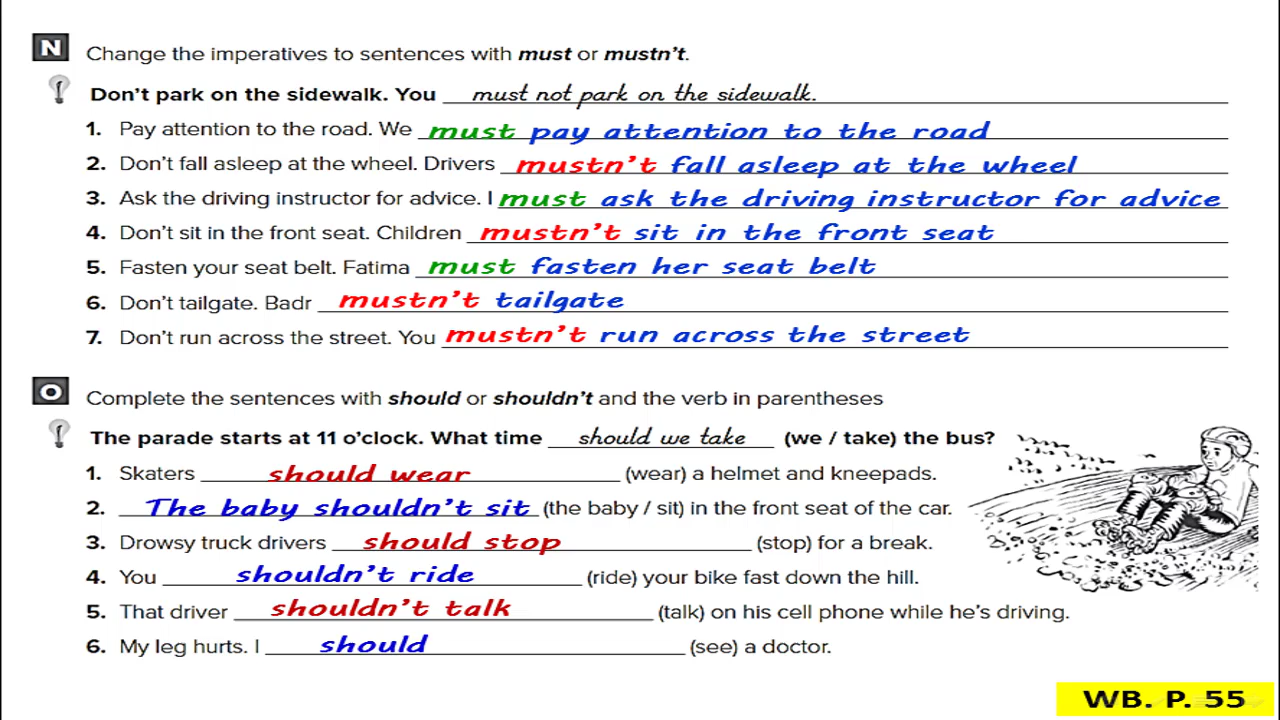 N Change the imperatives to sentences with must or mustn't.
Don't park on the sidewalk. You must not park on the sidewalk.
1. Pay attention to the road. We must pay attention to the road
2. Don't fall asleep at the wheel. Drivers mustn't fall asleep at the wheel
3. Ask the driving instructor for advice. I must ask the driving instructor for advice
4. Don't sit in the front seat. Children mustn't sit in the front seat
5. Fasten your seat belt. Fatima must fasten her seat belt
6. Don't tailgate. Badr mustn't tailgate
7. Don't run across the street. You mustn't run across the street
O Complete the sentences with should or shouldn't and the verb in parentheses
The parade starts at 11 o'clock. What time should we take (we / take) the bus?
1. Skaters should wear (wear) a helmet and kneepads.
2. The baby shouldn't sit (the baby / sit) in the front seat of the car.
3. Drowsy truck drivers should stop (stop) for a break.
4. You shouldn't ride (ride) your bike fast down the hill.
5. That driver shouldn't talk (talk) on his cell phone while he's driving.
6. My leg hurts. I should (see) a doctor.
WB. P. 55